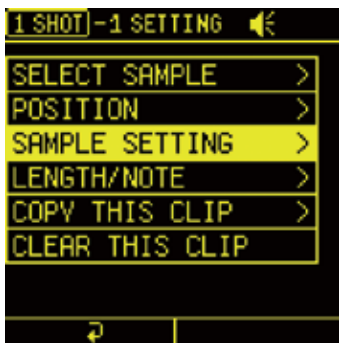 1 SHOT-1 SETTING
SELECT SAMPLE >
POSITION >
SAMPLE SETTING >
LENGTH/NOTE >
COPY THIS CLIP >
CLEAR THIS CLIP